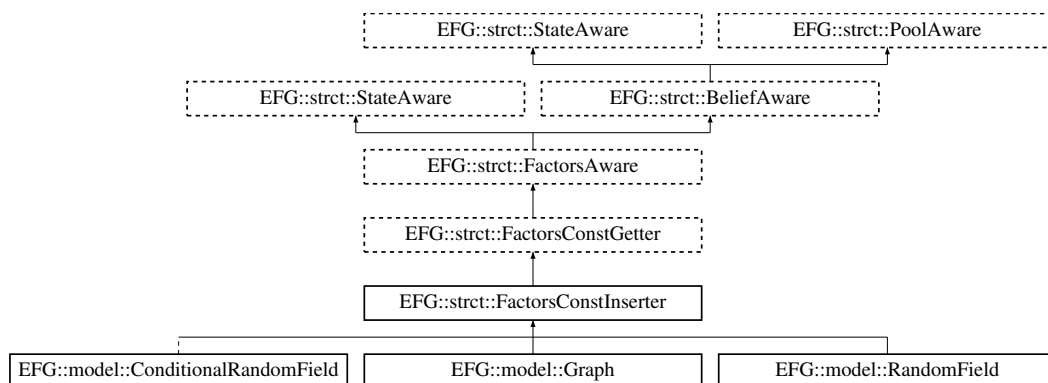 EFG::strct::StateAware
EFG::strct::PoolAware
EFG::strct::StateAware
EFG::strct::BeliefAware
EFG::strct::FactorsAware
EFG::strct::FactorsConstGetter
EFG::strct::FactorsConstInserter
EFG::model::ConditionalRandomField
EFG::model::Graph
EFG::model::RandomField